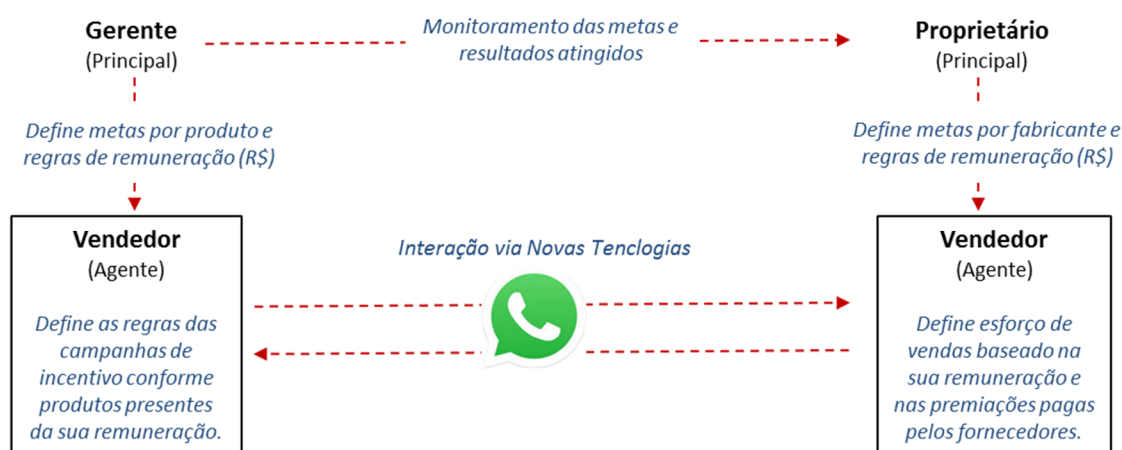 Gerente
(Principal)
Monitoramento das metas e
resultados atingidos
Proprietário
(Principal)
Define metas por produto e
regras de remuneração (R$)
Define metas por fabricante e
regras de remuneração (R$)
Vendedor
(Agente)
Define as regras das
campanhas de
incentivo conforme
produtos presentes
da sua remuneração.
Interação via Novas Tenclogias
Vendedor
(Agente)
Define esforço de
vendas baseado na
sua remuneração e
nas premiações pagas
pelos fornecedores.